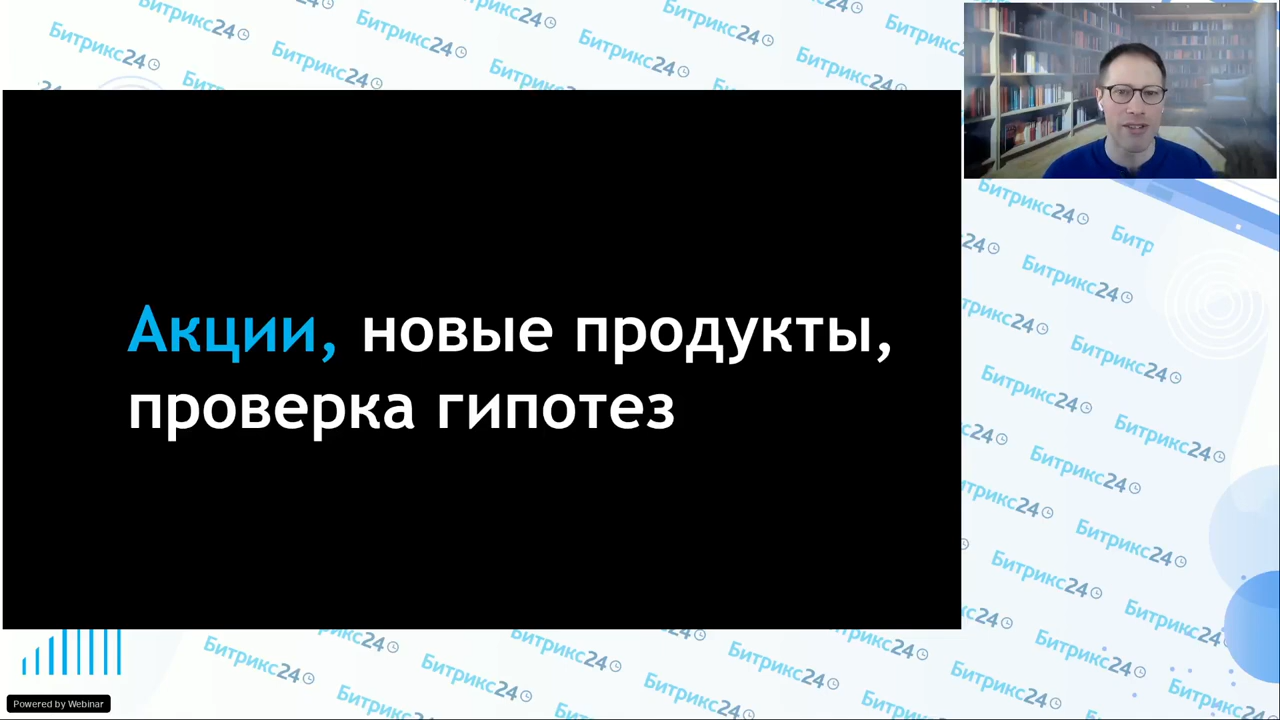 Битрикс24
Акции, новые продукты,
проверка гипотез
Powered by Webinar